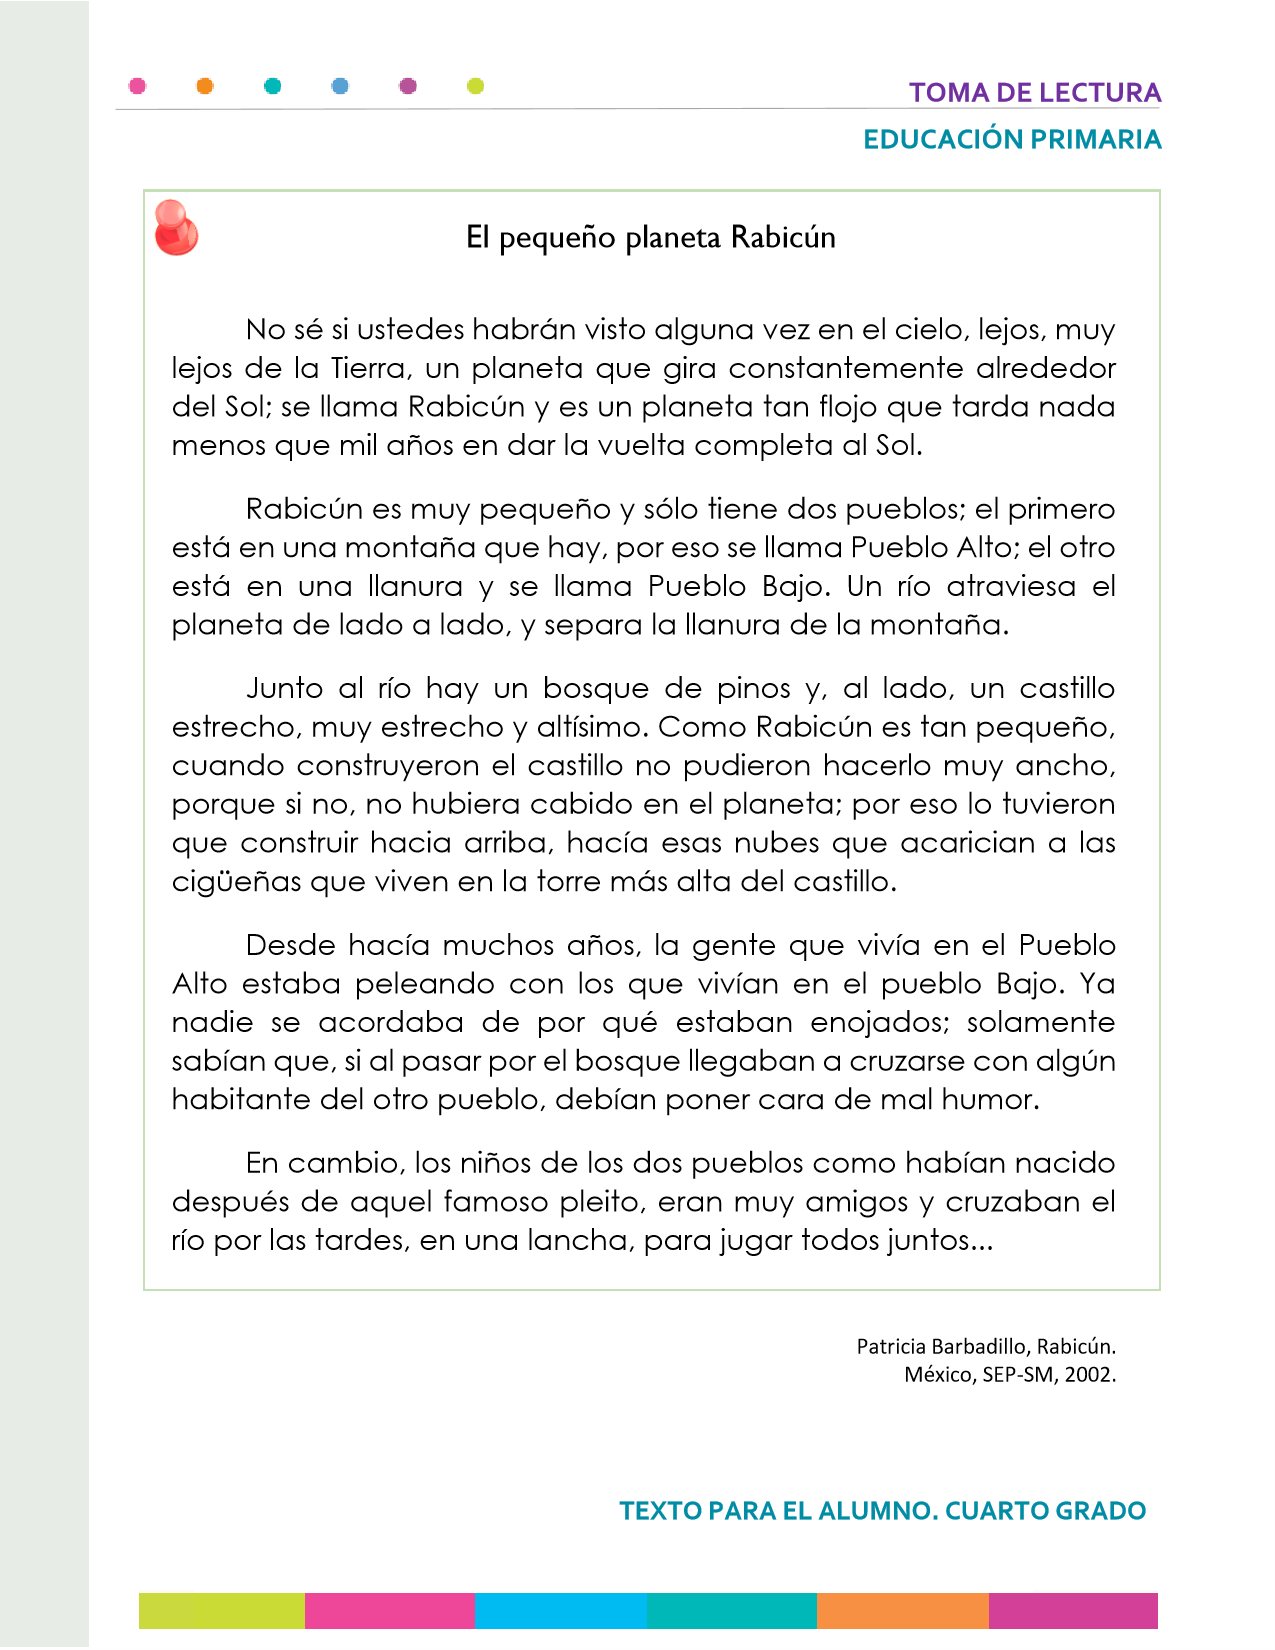 TOMA DE LECTURA
EDUCACIÓN PRIMARIA
El pequeño planeta Rabicún
No sé si ustedes habrán visto alguna vez en el cielo, lejos, muy
lejos de la Tierra, un planeta que gira constantemente alrededor
del Sol; se llama Rabicún y es un planeta tan flojo que tarda nada
menos que mil años en dar la vuelta completa al Sol.
Rabicún es muy pequeño y sólo tiene dos pueblos; el primero
está en una montaña que hay, por eso se llama Pueblo Alto; el otro
está en una llanura y se llama Pueblo Bajo. Un río atraviesa el
planeta de lado a lado, y separa la llanura de la montaña.
Junto al río hay un bosque de pinos y, al lado, un castillo
estrecho, muy estrecho y altísimo. Como Rabicún es tan pequeño,
cuando construyeron el castillo no pudieron hacerlo muy ancho,
porque si no, no hubiera cabido en el planeta; por eso lo tuvieron
que construir hacia arriba, hacía esas nubes que acarician a las
cigüeñas que viven en la torre más alta del castillo.
Desde hacía muchos años, la gente que vivía en el Pueblo
Alto estaba peleando con los que vivían en el pueblo Bajo. Ya
nadie se acordaba de por qué estaban enojados; solamente
sabían que, si al pasar por el bosque llegaban a cruzarse con algún
habitante del otro pueblo, debían poner cara de mal humor.
En cambio, los niños de los dos pueblos como habían nacido
después de aquel famoso pleito, eran muy amigos y cruzaban el
río por las tardes, en una lancha, para jugar todos juntos...
Patricia Barbadillo, Rabicún.
México, SEP-SM, 2002.
TEXTO PARA EL ALUMNO. CUARTO GRADO